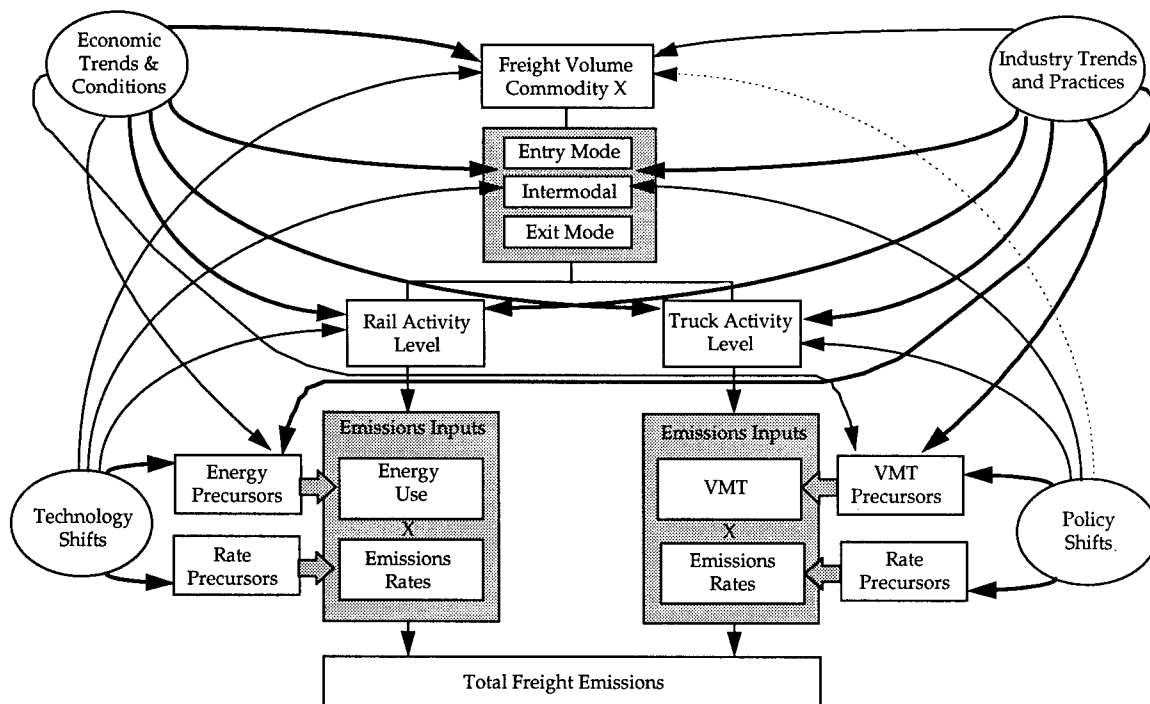 Economic
Trends &
Conditions
Freight Volume
Commodity X
Industry Trends
and Practices
Entry Mode
Intermodal
Exit Mode
Rail Activity
Level
Truck Activity
Level
Emissions Inputs
Emissions Inputs
Energy
Precursors
Energy
Use
VMT
VMT
Precursors
Technology
Shifts
X
X
Policy
Shifts
Rate
Precursors
Emissions
Rates
Emissions
Rates
Rate
Precursors
Total Freight Emissions